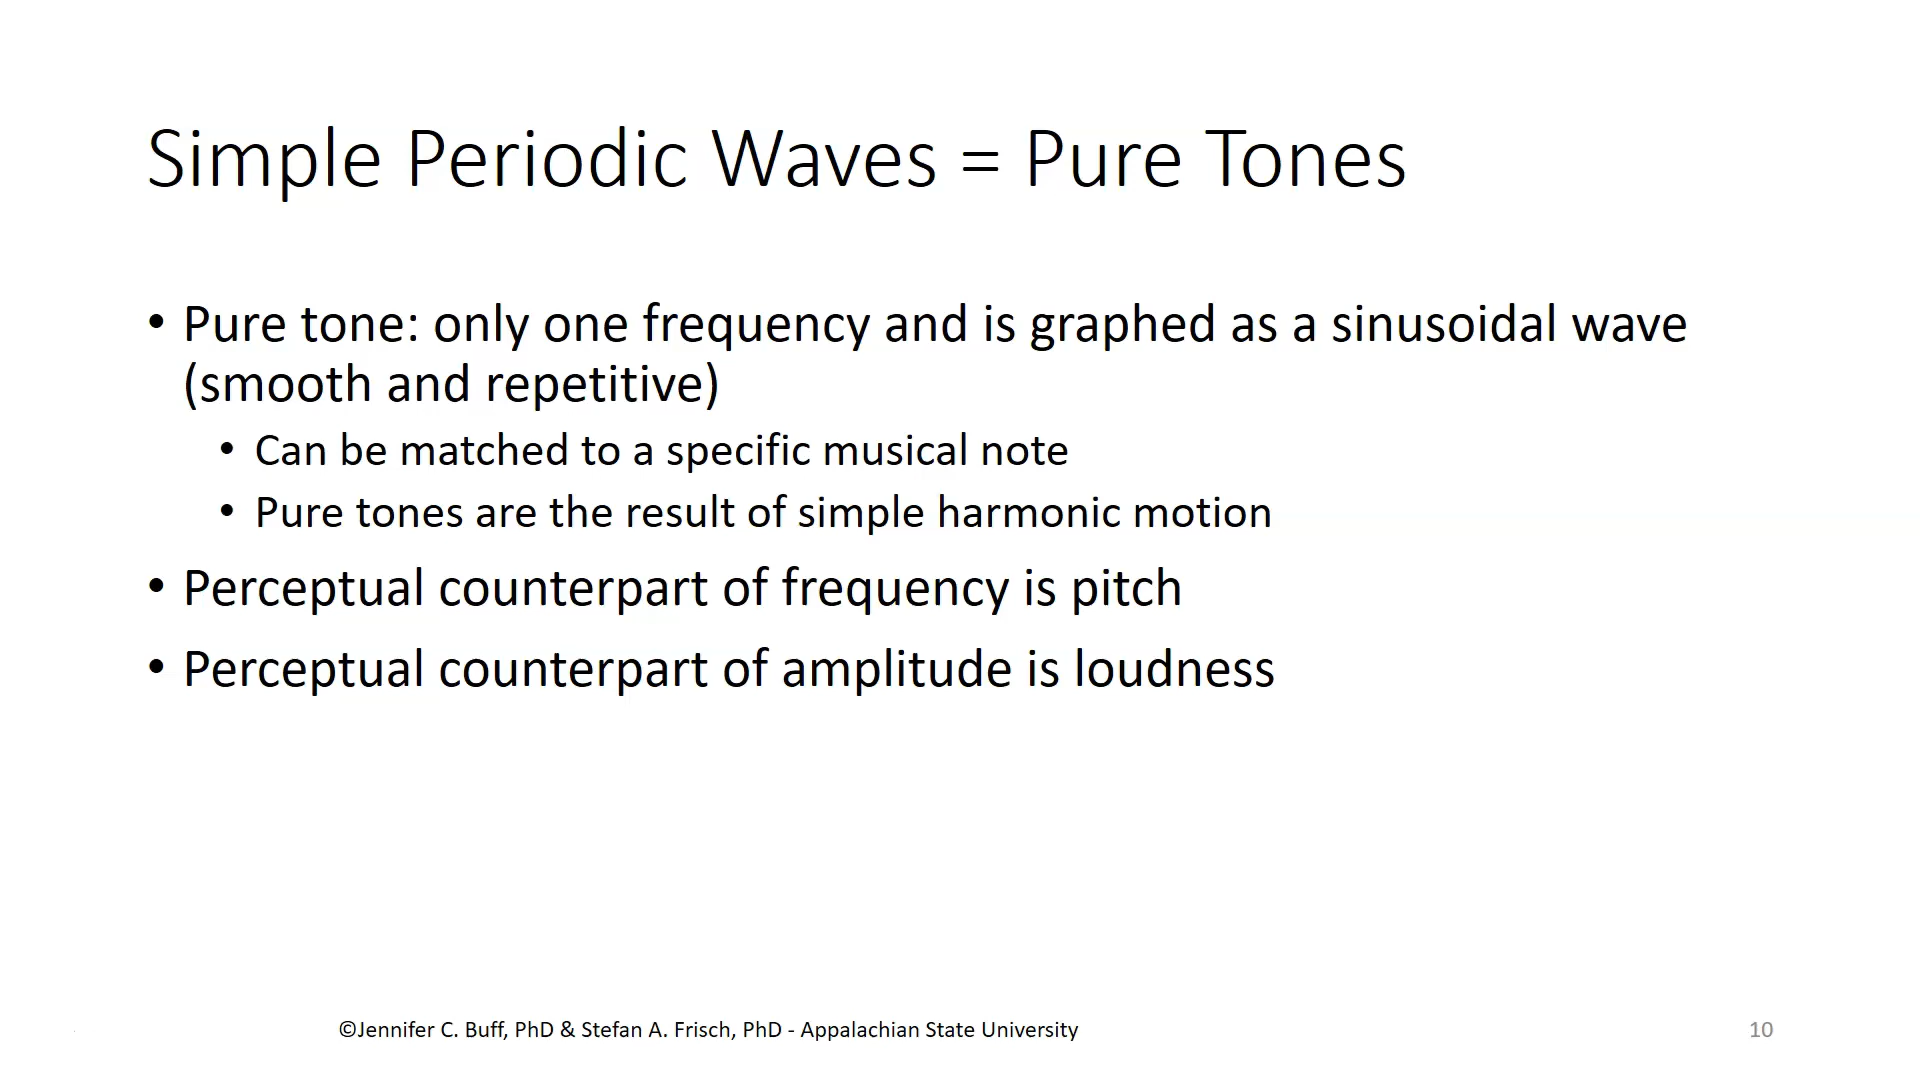 Simple Periodic Waves = Pure Tones
• Pure tone: only one frequency and is graphed as a sinusoidal wave
(smooth and repetitive)
• Can be matched to a specific musical note
• Pure tones are the result of simple harmonic motion
• Perceptual counterpart of frequency is pitch
• Perceptual counterpart of amplitude is loudness
©Jennifer C. Buff, PhD & Stefan A. Frisch, PhD - Appalachian State University
10